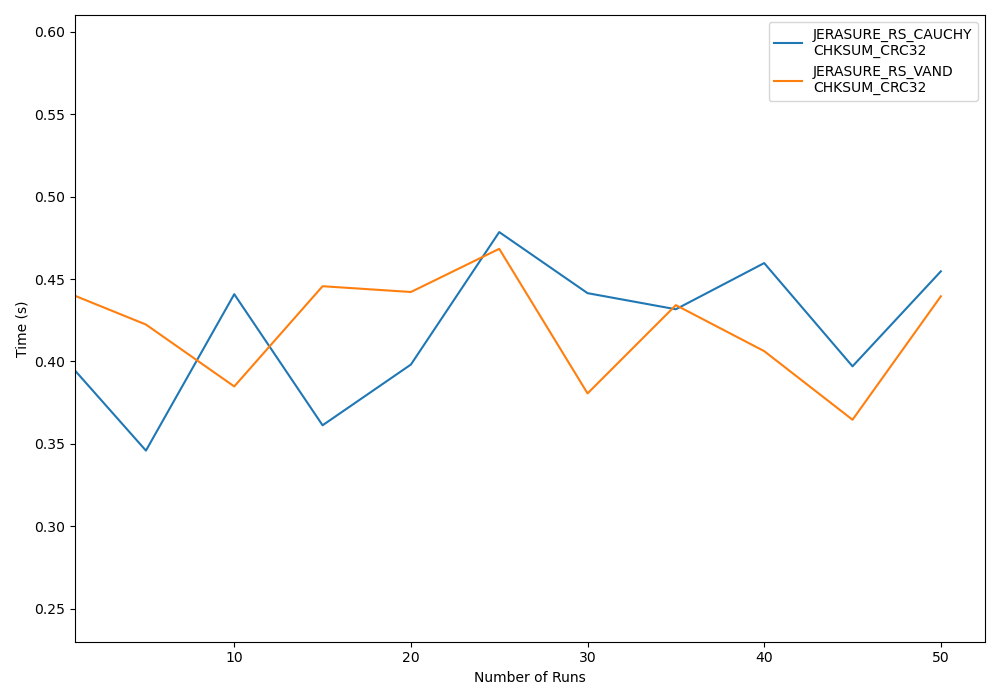 0.60
0.55
0.50
0.45
0.40
0.35
0.30
0.25
Time (s)
10 20 30 40 50
Number of Runs
JERASURE_RS_CAUCHY
CHKSUM_CRC32
JERASURE_RS_VAND
CHKSUM_CRC32